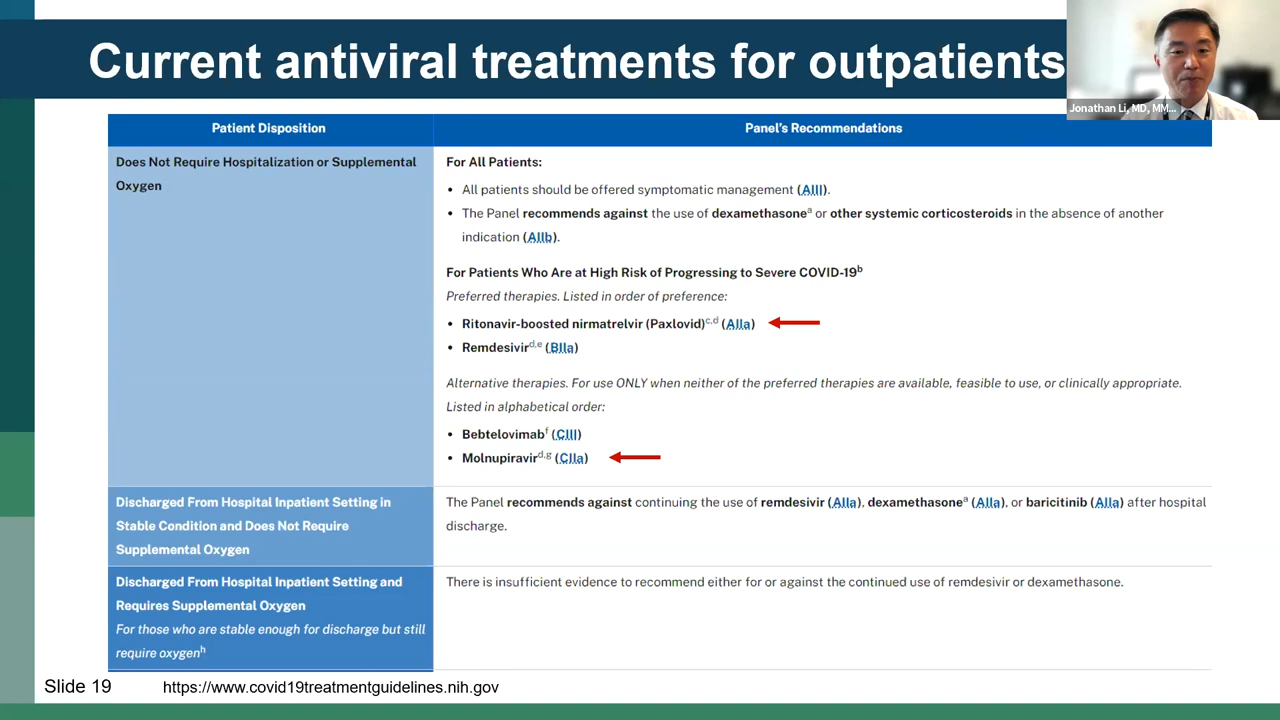 Current antiviral treatments for outpatients
Jonathan Li, MD, MM...
Patient Disposition
Panel's Recommendations
Does Not Require Hospitalization or Supplemental
Oxygen
For All Patients:
• All patients should be offered symptomatic management (AIII).
• The Panel recommends against the use of dexamethasoneᵃ or other systemic corticosteroids in the absence of another
indication (AIIb).
For Patients Who Are at High Risk of Progressing to Severe COVID-19ᵇ
Preferred therapies. Listed in order of preference:
• Ritonavir-boosted nirmatrelvir (Paxlovid)ᶜ,ᵈ (AIIa)
• Remdesivirᵈ,ᵉ (BIIa)
Alternative therapies. For use ONLY when neither of the preferred therapies are available, feasible to use, or clinically appropriate.
Listed in alphabetical order:
• Bebtelovimabᶠ (CIII)
• Molnupiravirᵈ,ᵍ (CIIa)
Discharged From Hospital Inpatient Setting in
Stable Condition and Does Not Require
Supplemental Oxygen
The Panel recommends against continuing the use of remdesivir (AIIa), dexamethasoneᵃ (AIIa), or baricitinib (AIIa) after hospital
discharge.
Discharged From Hospital Inpatient Setting and
Requires Supplemental Oxygen
For those who are stable enough for discharge but still
require oxygenʰ
There is insufficient evidence to recommend either for or against the continued use of remdesivir or dexamethasone.
Slide 19
https://www.covid19treatmentguidelines.nih.gov